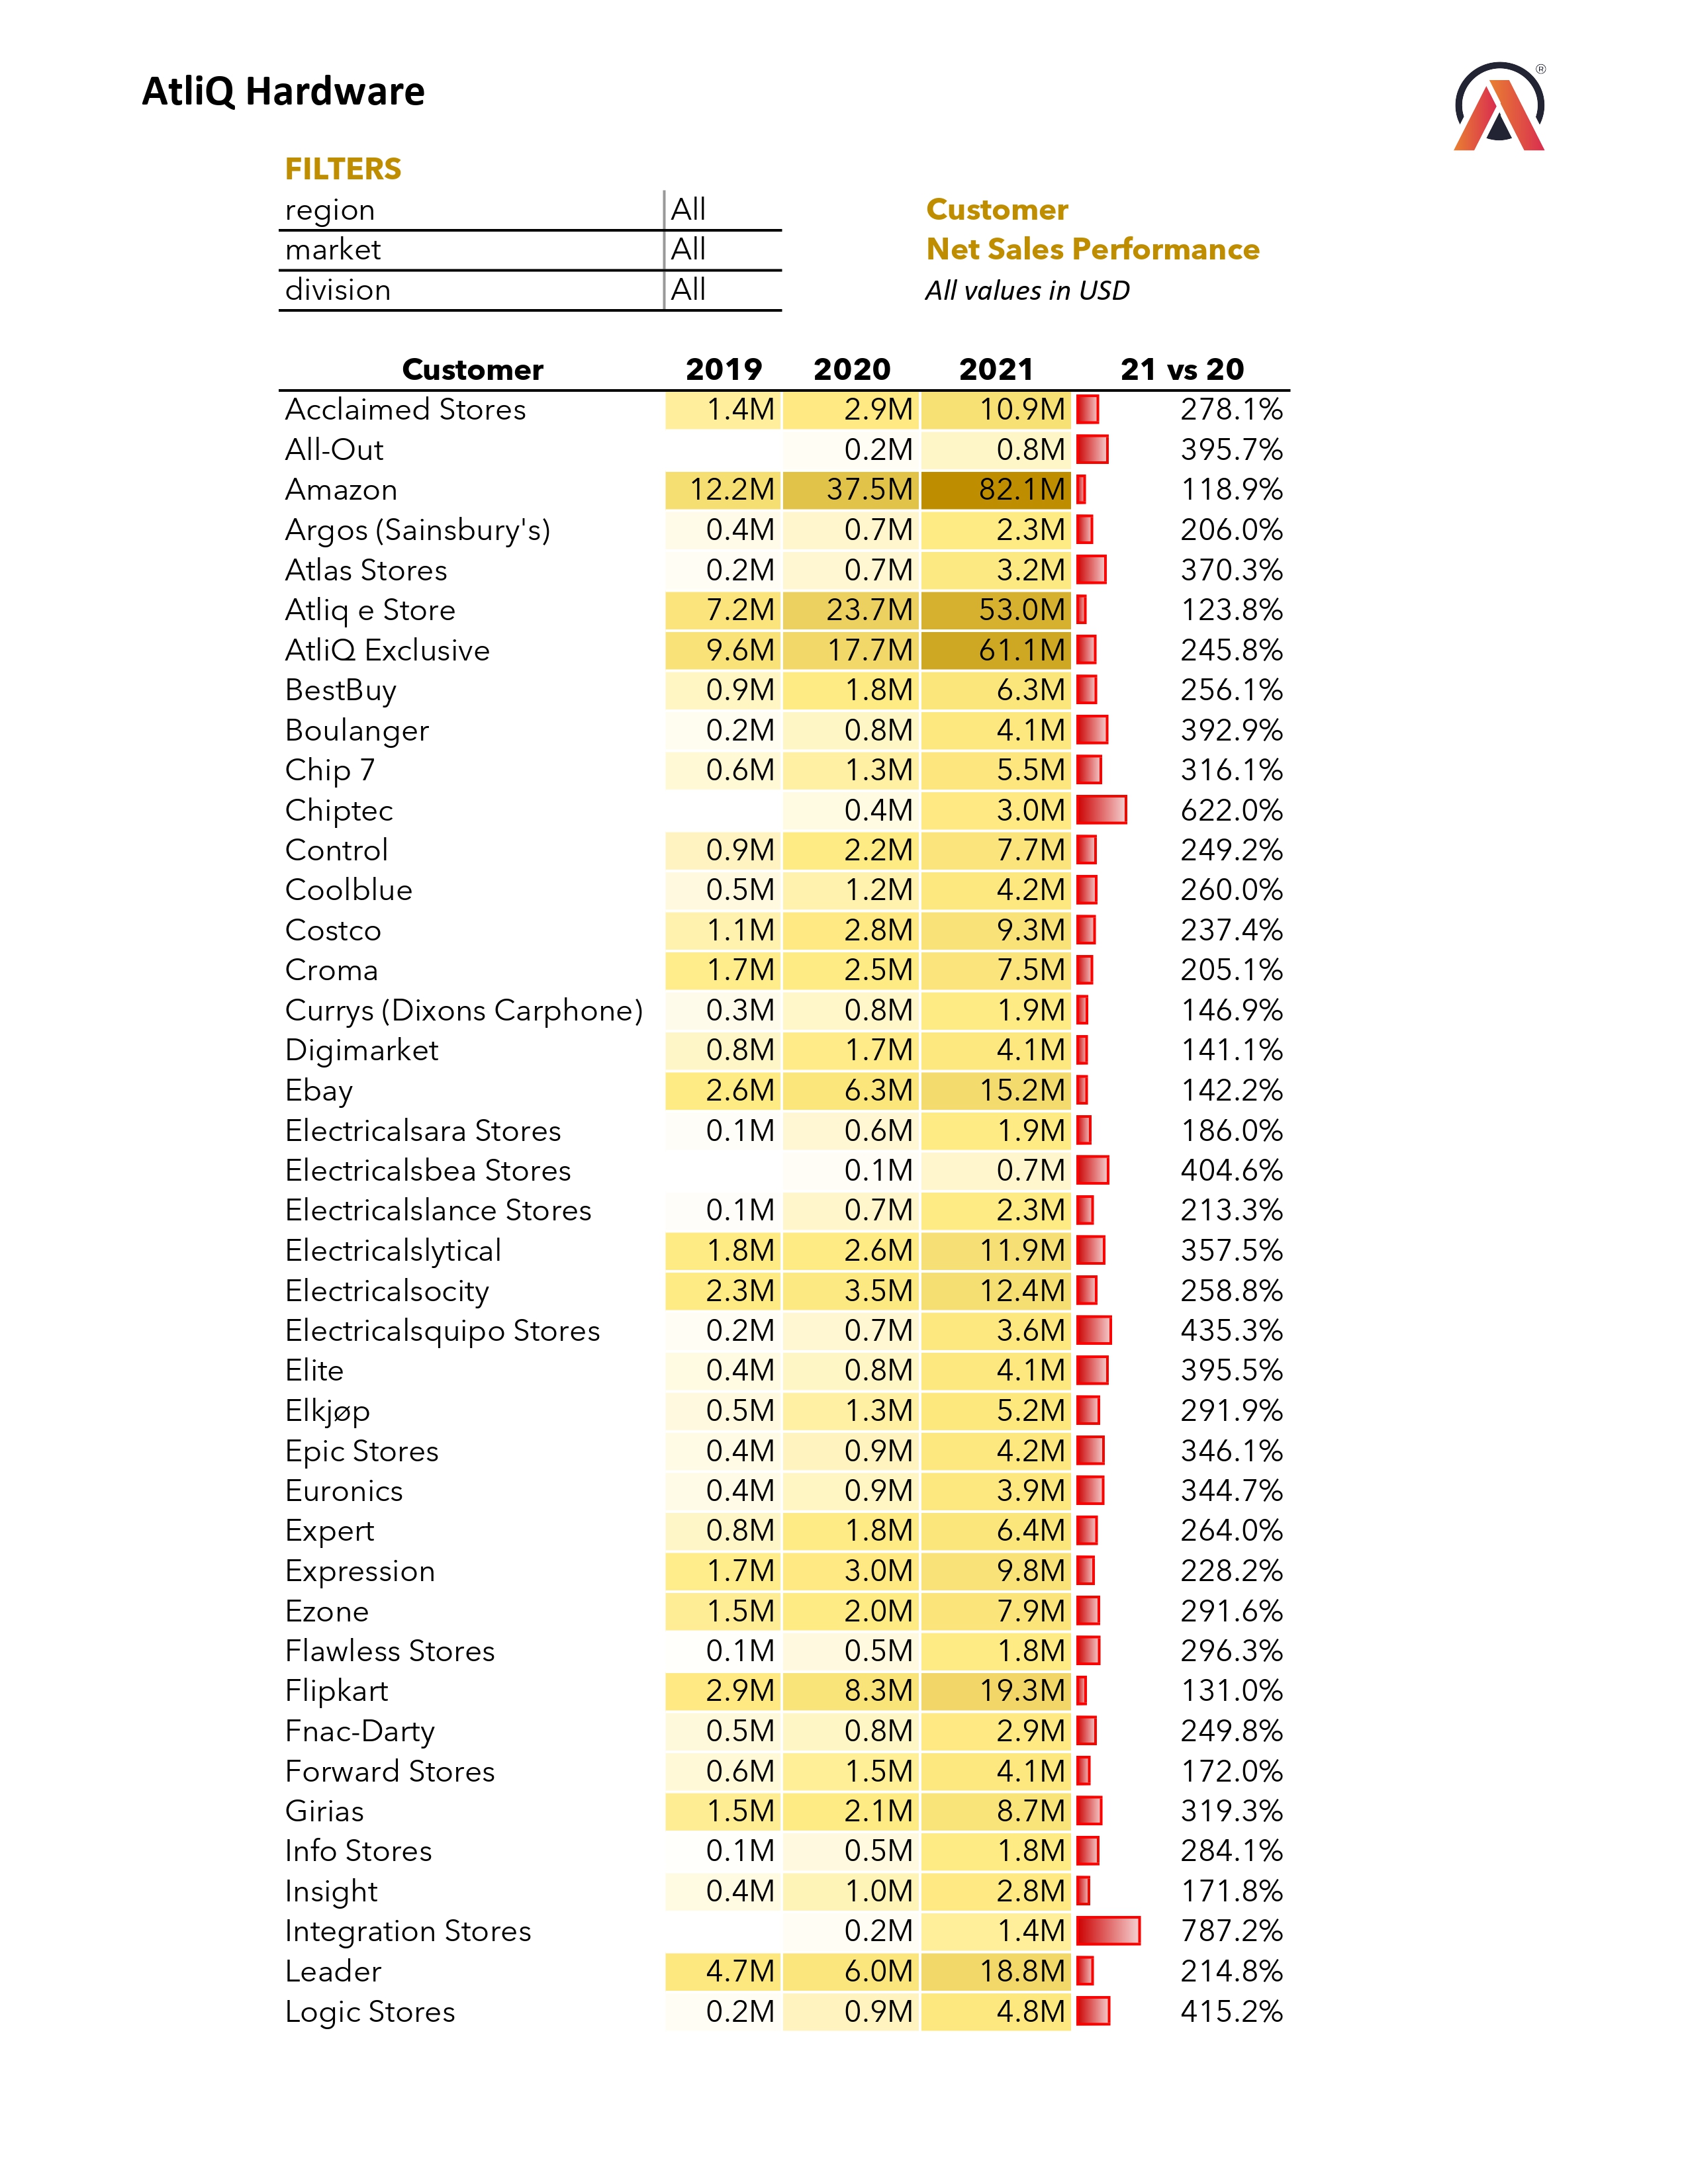 AtliQ Hardware
®
FILTERS
region All Customer
market All Net Sales Performance
division All All values in USD
Customer 2019 2020 2021 21 vs 20
Acclaimed Stores 1.4M 2.9M 10.9M 278.1%
All-Out 0.2M 0.8M 395.7%
Amazon 12.2M 37.5M 82.1M 118.9%
Argos (Sainsbury's) 0.4M 0.7M 2.3M 206.0%
Atlas Stores 0.2M 0.7M 3.2M 370.3%
Atliq e Store 7.2M 23.7M 53.0M 123.8%
AtliQ Exclusive 9.6M 17.7M 61.1M 245.8%
BestBuy 0.9M 1.8M 6.3M 256.1%
Boulanger 0.2M 0.8M 4.1M 392.9%
Chip 7 0.6M 1.3M 5.5M 316.1%
Chiptec 0.4M 3.0M 622.0%
Control 0.9M 2.2M 7.7M 249.2%
Coolblue 0.5M 1.2M 4.2M 260.0%
Costco 1.1M 2.8M 9.3M 237.4%
Croma 1.7M 2.5M 7.5M 205.1%
Currys (Dixons Carphone) 0.3M 0.8M 1.9M 146.9%
Digimarket 0.8M 1.7M 4.1M 141.1%
Ebay 2.6M 6.3M 15.2M 142.2%
Electricalsara Stores 0.1M 0.6M 1.9M 186.0%
Electricalsbea Stores 0.1M 0.7M 404.6%
Electricalslance Stores 0.1M 0.7M 2.3M 213.3%
Electricalslytical 1.8M 2.6M 11.9M 357.5%
Electricalsocity 2.3M 3.5M 12.4M 258.8%
Electricalsquipo Stores 0.2M 0.7M 3.6M 435.3%
Elite 0.4M 0.8M 4.1M 395.5%
Elkjøp 0.5M 1.3M 5.2M 291.9%
Epic Stores 0.4M 0.9M 4.2M 346.1%
Euronics 0.4M 0.9M 3.9M 344.7%
Expert 0.8M 1.8M 6.4M 264.0%
Expression 1.7M 3.0M 9.8M 228.2%
Ezone 1.5M 2.0M 7.9M 291.6%
Flawless Stores 0.1M 0.5M 1.8M 296.3%
Flipkart 2.9M 8.3M 19.3M 131.0%
Fnac-Darty 0.5M 0.8M 2.9M 249.8%
Forward Stores 0.6M 1.5M 4.1M 172.0%
Girias 1.5M 2.1M 8.7M 319.3%
Info Stores 0.1M 0.5M 1.8M 284.1%
Insight 0.4M 1.0M 2.8M 171.8%
Integration Stores 0.2M 1.4M 787.2%
Leader 4.7M 6.0M 18.8M 214.8%
Logic Stores 0.2M 0.9M 4.8M 415.2%